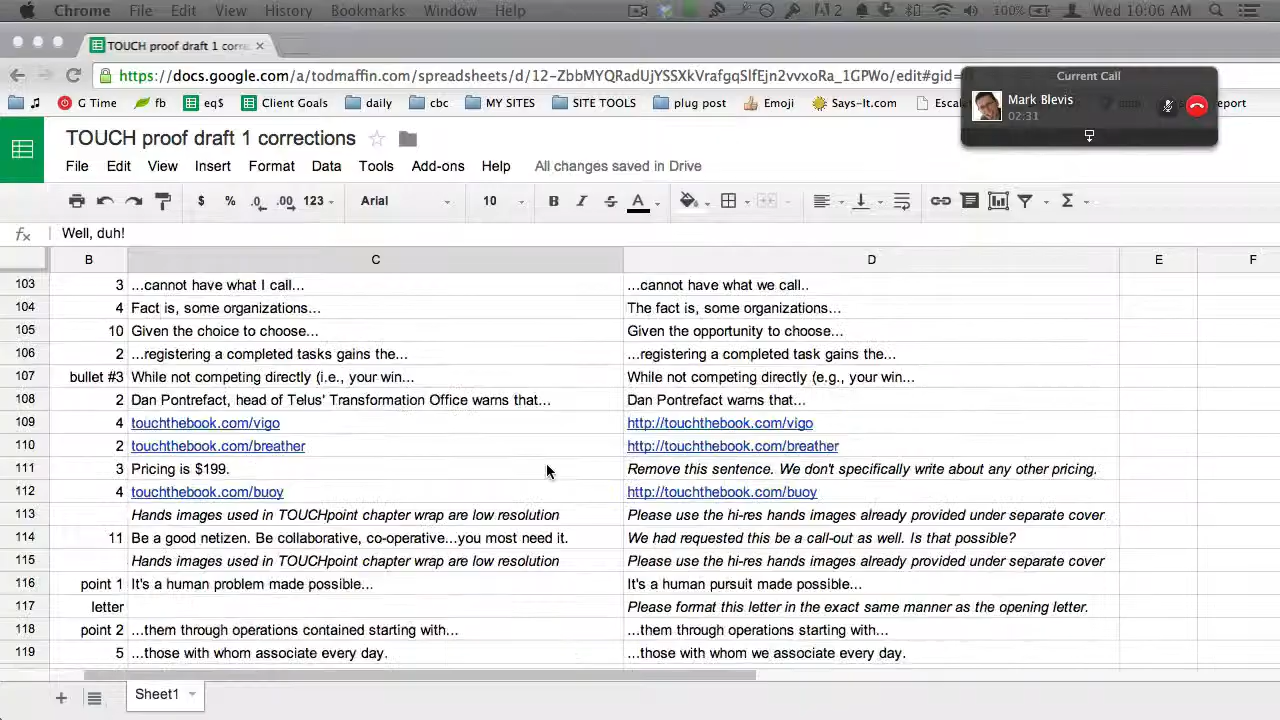 Chrome File Edit View History Bookmarks Window Help 2 100% Wed 10:06 AM
TOUCH proof draft 1 corre
https://docs.google.com/a/todmaffin.com/spreadsheets/d/12-ZbbMYQRadUjYSSXkVrafgqSlfEjn2vvxoRa_1GPWo/edit#gid=
G Time fb eq$ Client Goals daily cbc MY SITES SITE TOOLS plug post Emoji Says-It.com
Current Call
Mark Blevis
02:31
TOUCH proof draft 1 corrections
File Edit View Insert Format Data Tools Add-ons Help All changes saved in Drive
$ % .0 .00 123 Arial 10 B I S A Σ
fx Well, duh!
B C D E F
103 3 ...cannot have what I call... ...cannot have what we call..
104 4 Fact is, some organizations... The fact is, some organizations...
105 10 Given the choice to choose... Given the opportunity to choose...
106 2 ...registering a completed tasks gains the... ...registering a completed task gains the...
107 bullet #3 While not competing directly (i.e., your win... While not competing directly (e.g., your win...
108 2 Dan Pontrefact, head of Telus' Transformation Office warns that... Dan Pontrefact warns that...
109 4 touchthebook.com/vigo http://touchthebook.com/vigo
110 2 touchthebook.com/breather http://touchthebook.com/breather
111 3 Pricing is $199. Remove this sentence. We don't specifically write about any other pricing.
112 4 touchthebook.com/buoy http://touchthebook.com/buoy
113 Hands images used in TOUCHpoint chapter wrap are low resolution Please use the hi-res hands images already provided under separate cover
114 11 Be a good netizen. Be collaborative, co-operative...you most need it. We had requested this be a call-out as well. Is that possible?
115 Hands images used in TOUCHpoint chapter wrap are low resolution Please use the hi-res hands images already provided under separate cover
116 point 1 It's a human problem made possible... It's a human pursuit made possible...
117 letter Please format this letter in the exact same manner as the opening letter.
118 point 2 ...them through operations contained starting with... ...them through operations starting with...
119 5 ...those with whom associate every day. ...those with whom we associate every day.
Sheet1